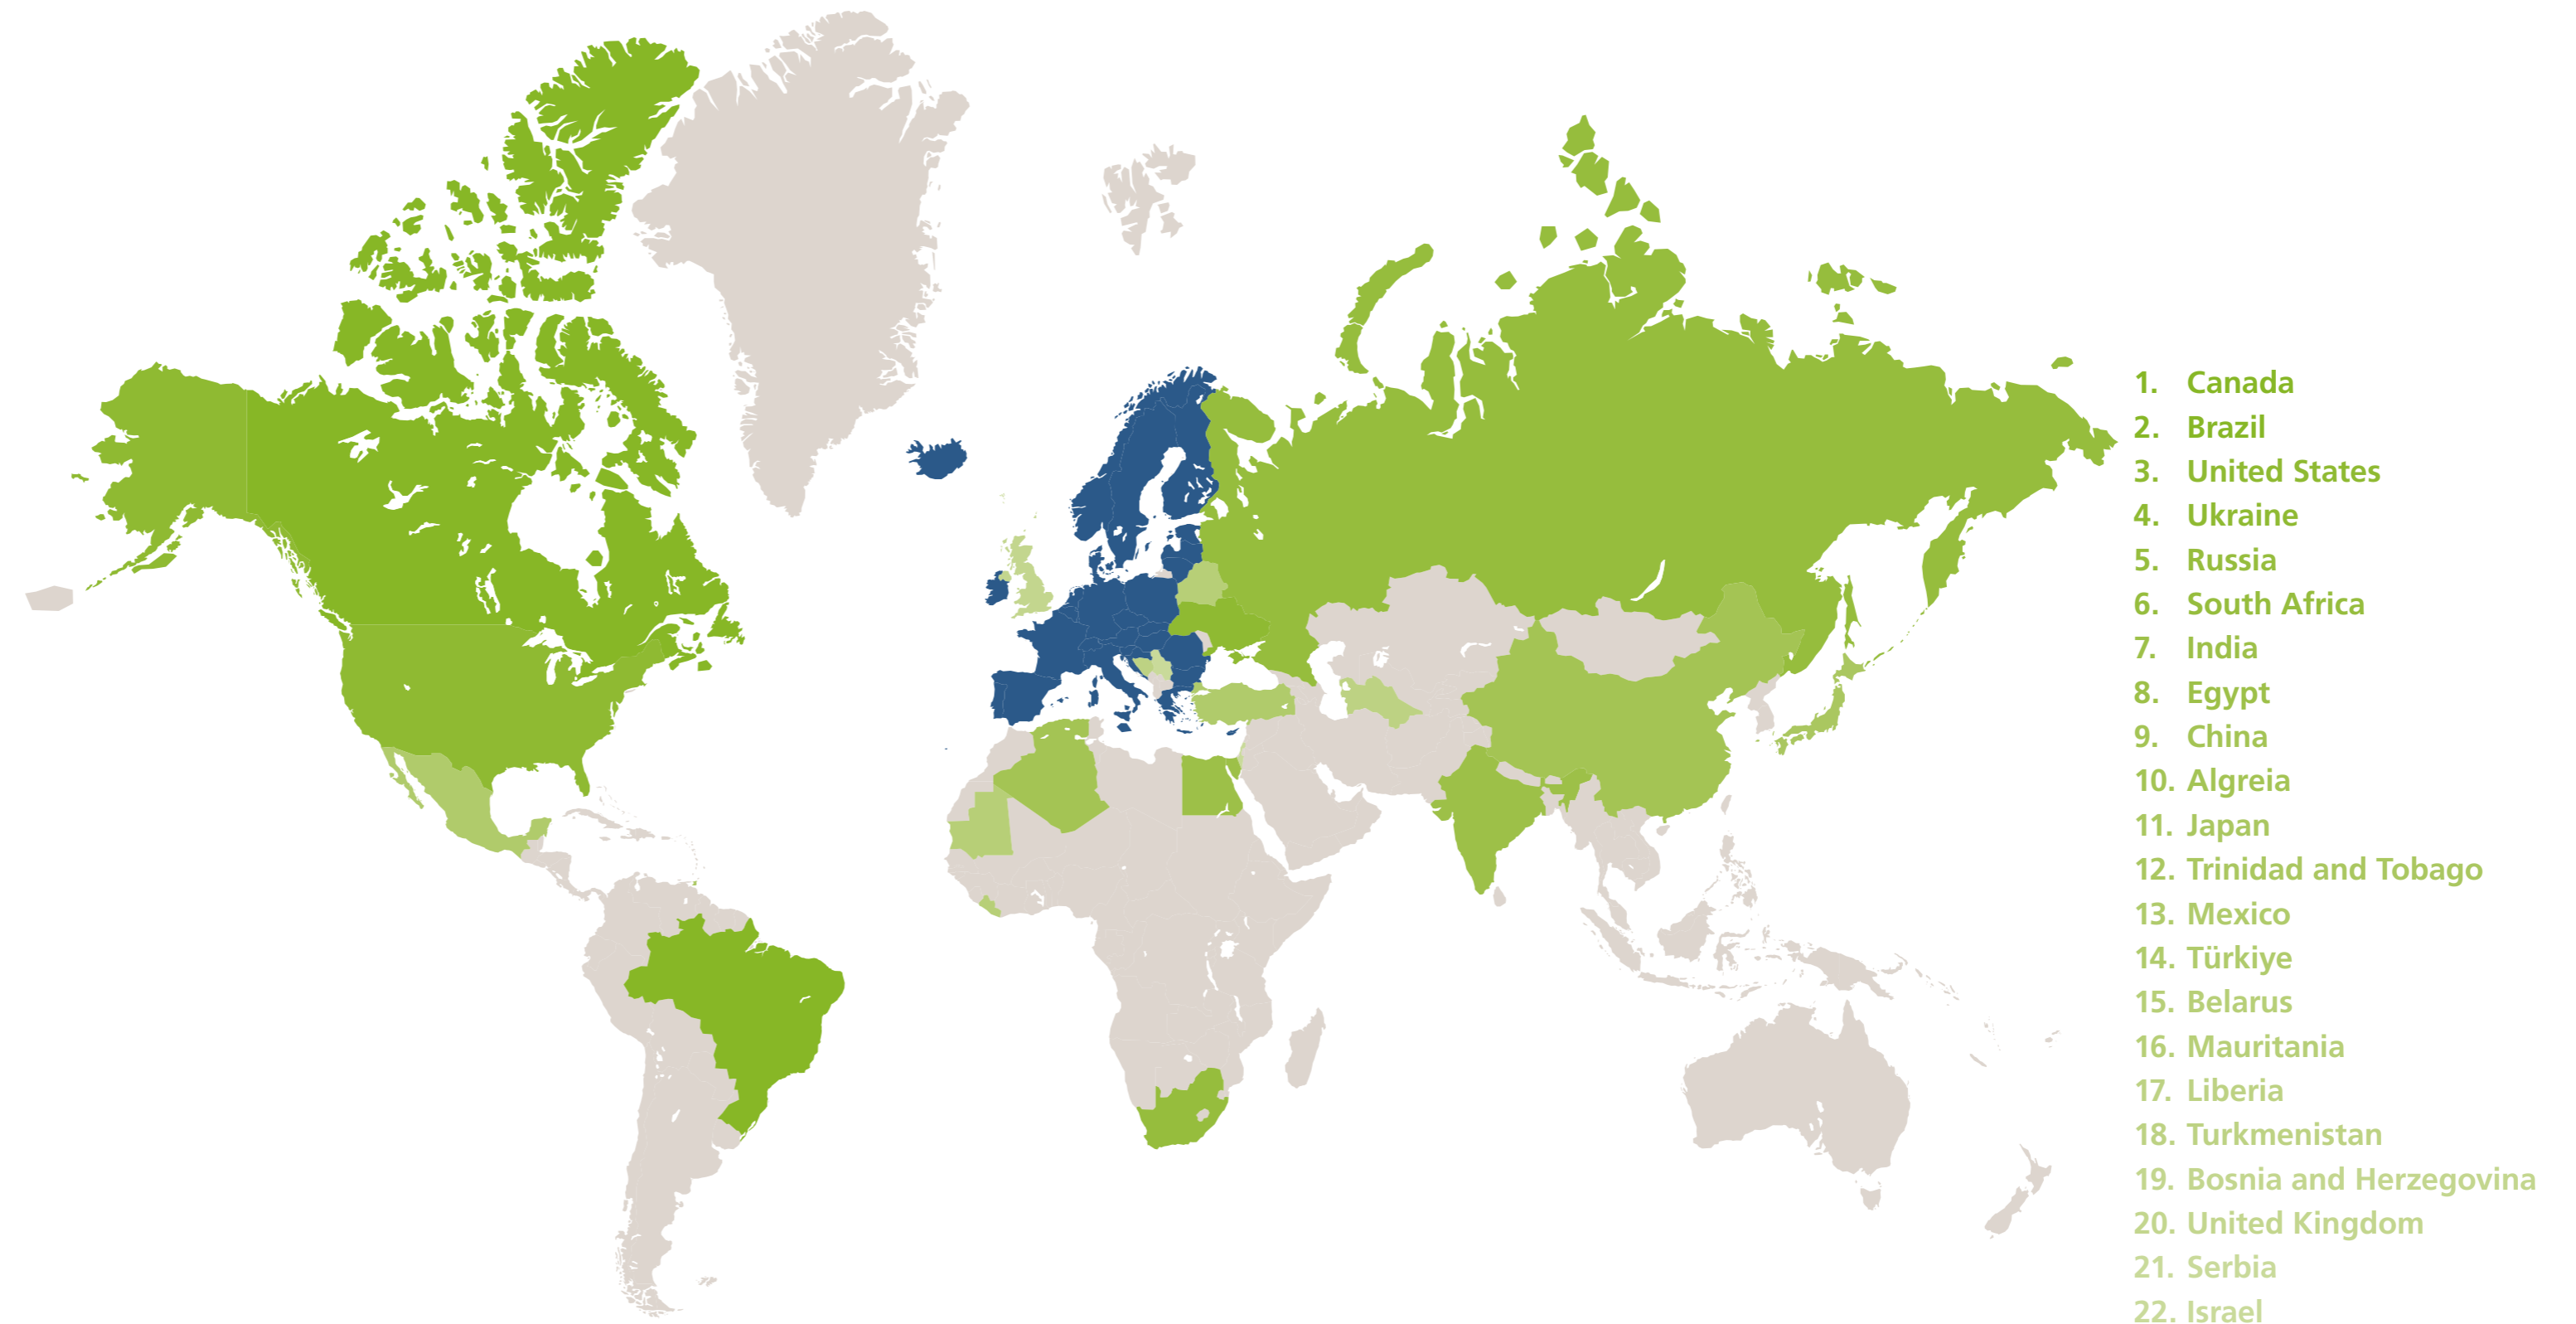 1. Canada
2. Brazil
3. United States
4. Ukraine
5. Russia
6. South Africa
7. India
8. Egypt
9. China
10. Algreia
11. Japan
12. Trinidad and Tobago
13. Mexico
14. Türkiye
15. Belarus
16. Mauritania
17. Liberia
18. Turkmenistan
19. Bosnia and Herzegovina
20. United Kingdom
21. Serbia
22. Israel